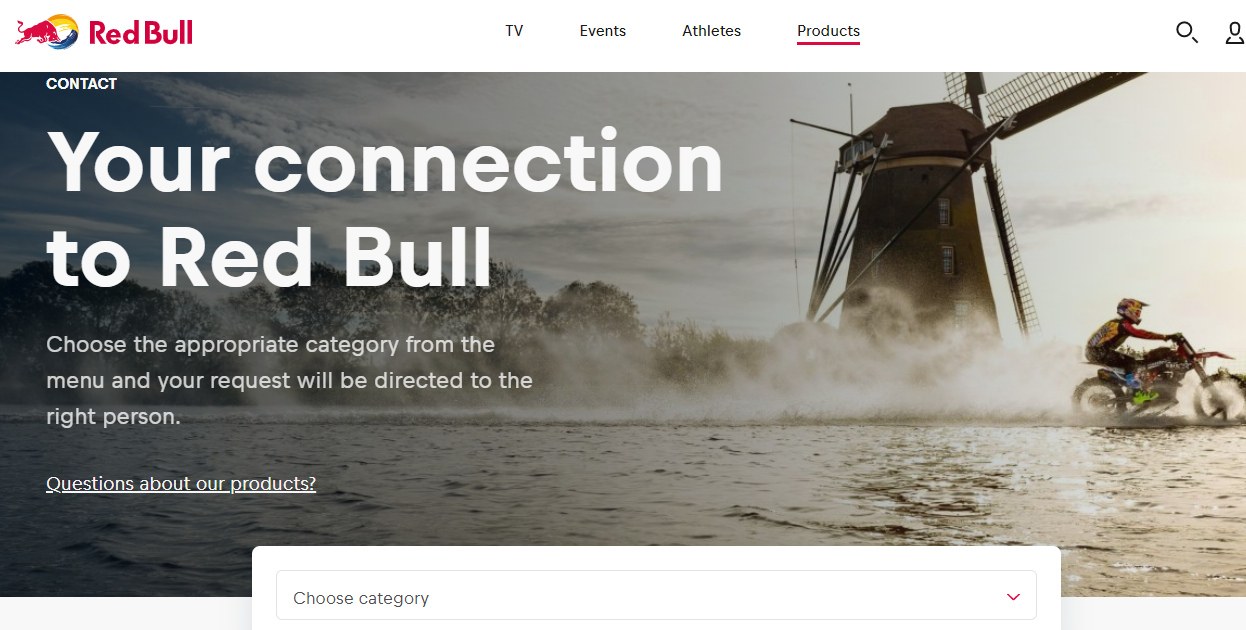 Red Bull
TV
Events
Athletes
Products
CONTACT
Your connection
to Red Bull
Choose the appropriate category from the
menu and your request will be directed to the
right person.
Questions about our products?
Choose category